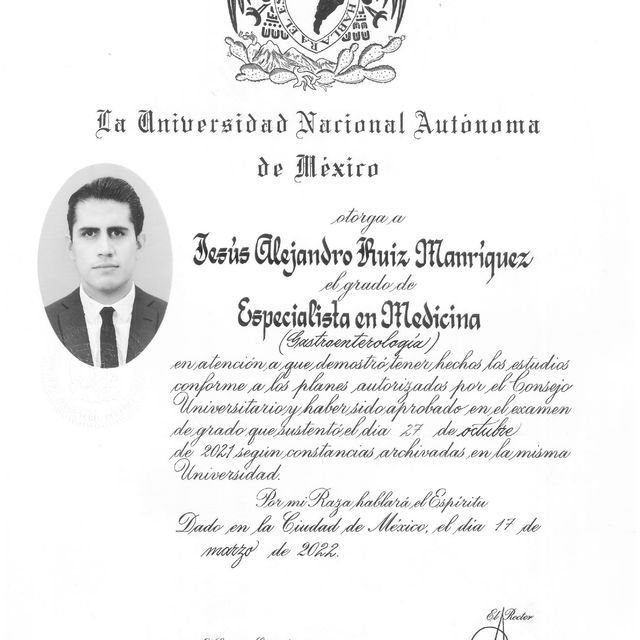 HABLARA EL ES
La Universidad Nacional Autónoma
de México
otorga a
Jesús Alejandro Ruiz Manríquez
el grado de
Especialista en Medicina
(Gastroenterología)
en atención a que demostró tener hechos los estudios
conforme a los planes autorizados por el Consejo
Universitario y haber sido aprobado en el examen
de grado que sustentó el día 27 de octubre
de 2021 según constancias archivadas en la misma
Universidad.
Por mi Raza hablará el Espíritu
Dado en la Ciudad de México, el día 17 de
marzo de 2022.
El Rector